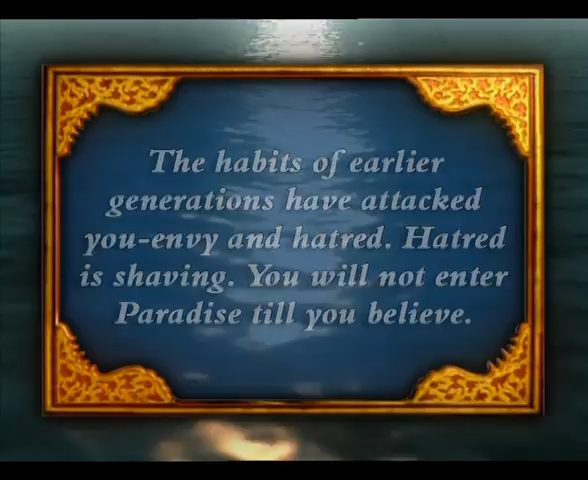 The habits of earlier
generations have attacked
you-envy and hatred. Hatred
is shaving. You will not enter
Paradise till you believe.